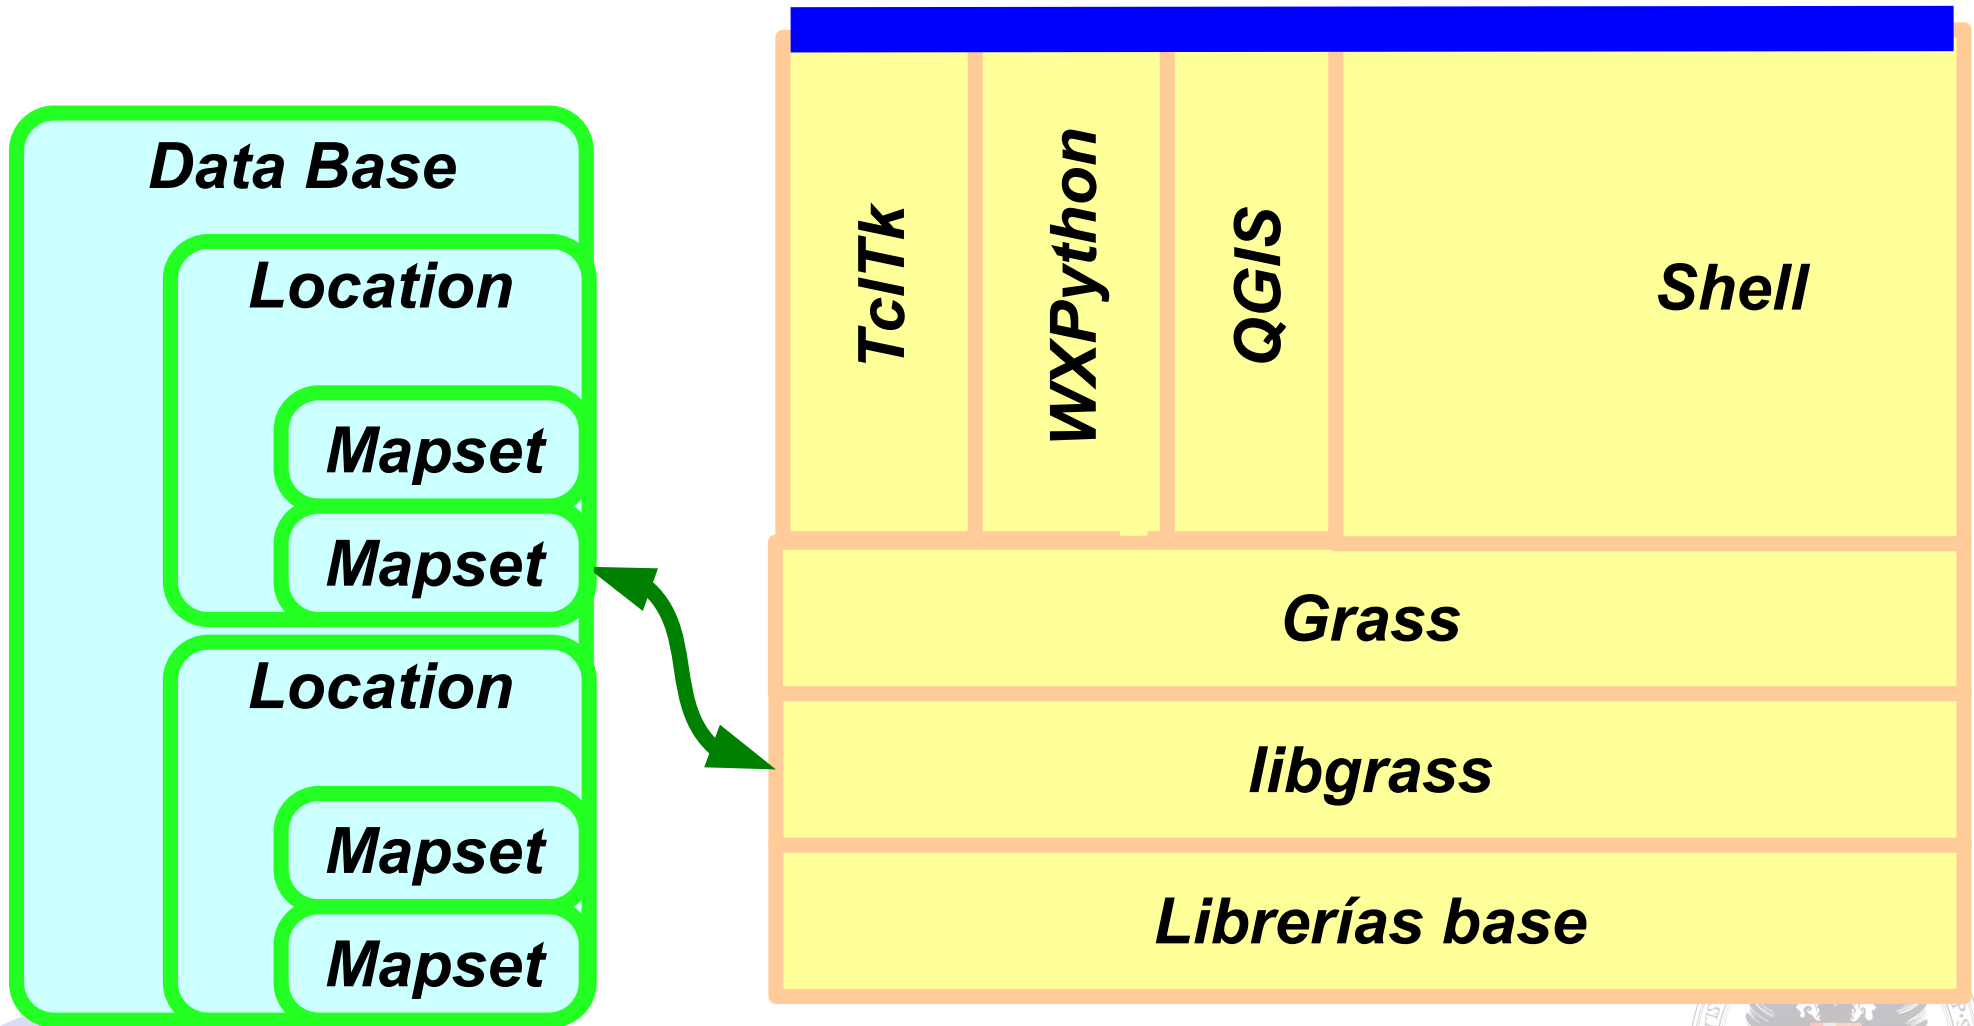 Data Base
Location
Mapset
Mapset
Location
Mapset
Mapset
TclTk
WXPython
QGIS
Shell
Grass
libgrass
Librerías base